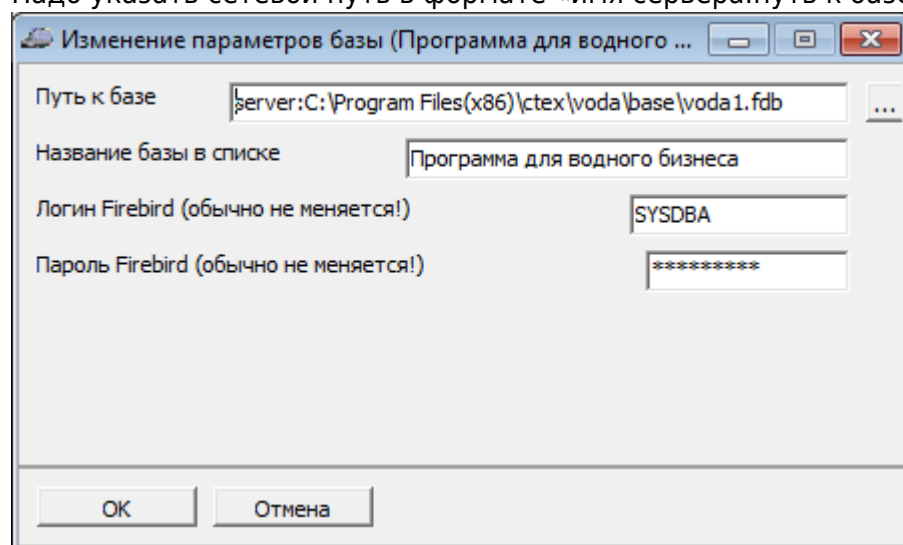 Надо указать сетевой путь в формате «имя сервера:путь к базе
Изменение параметров базы (Программа для водного ...
Путь к базе server:C:\Program Files(x86)\ctex\voda\base\voda1.fdb ...
Название базы в списке Программа для водного бизнеса
Логин Firebird (обычно не меняется!) SYSDBA
Пароль Firebird (обычно не меняется!) *********
OK Отмена